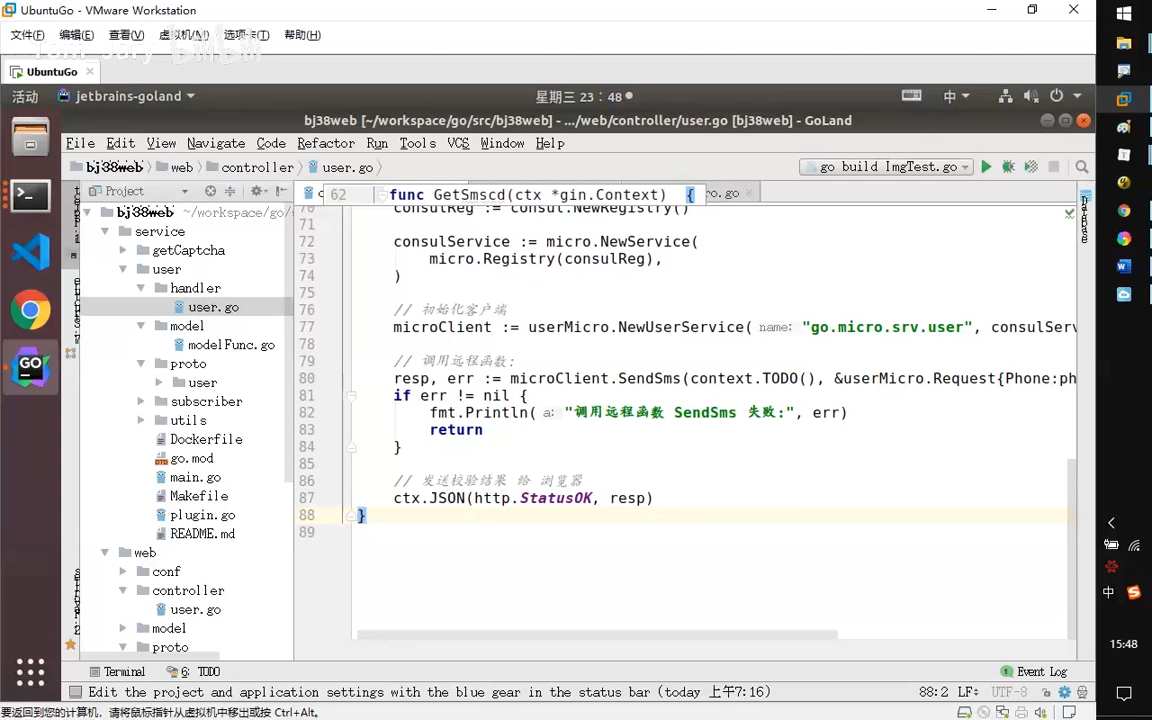 UbuntuGo - VMware Workstation
文件(F) 编辑(E) 查看(V) 虚拟机(M) 选项卡(T) 帮助(H)
UbuntuGo
活动 jetbrains-goland 星期三 23:48 中
bj38web [~/workspace/go/src/bj38web] - .../web/controller/user.go [bj38web] - GoLand
File Edit View Navigate Code Refactor Run Tools VCS Window Help
bj38web web controller user.go go build ImgTest.go
Project
62 func GetSmscd(ctx *gin.Context) {
bj38web ~/workspace/go/
service
getCaptcha
user
handler
user.go
model
modelFunc.go
proto
user
subscriber
utils
Dockerfile
go.mod
main.go
Makefile
plugin.go
README.md
web
conf
controller
user.go
model
proto
70 consulReg := consul.NewRegistry()
71
72 consulService := micro.NewService(
73 micro.Registry(consulReg),
74 )
75
76 // 初始化客户端
77 microClient := userMicro.NewUserService( name: "go.micro.srv.user", consulServ
78
79 // 调用远程函数:
80 resp, err := microClient.SendSms(context.TODO(), &userMicro.Request{Phone:ph
81 if err != nil {
82 fmt.Println( a: "调用远程函数 SendSms 失败:", err)
83 return
84 }
85
86 // 发送校验结果 给 浏览器
87 ctx.JSON(http.StatusOK, resp)
88 }
89
Database
Terminal 6: TODO 1 Event Log
Edit the project and application settings with the blue gear in the status bar (today 上午7:16) 88:2 LF÷ UTF-8
要返回到您的计算机，请将鼠标指针从虚拟机中移出或按 Ctrl+Alt。
中
15:48